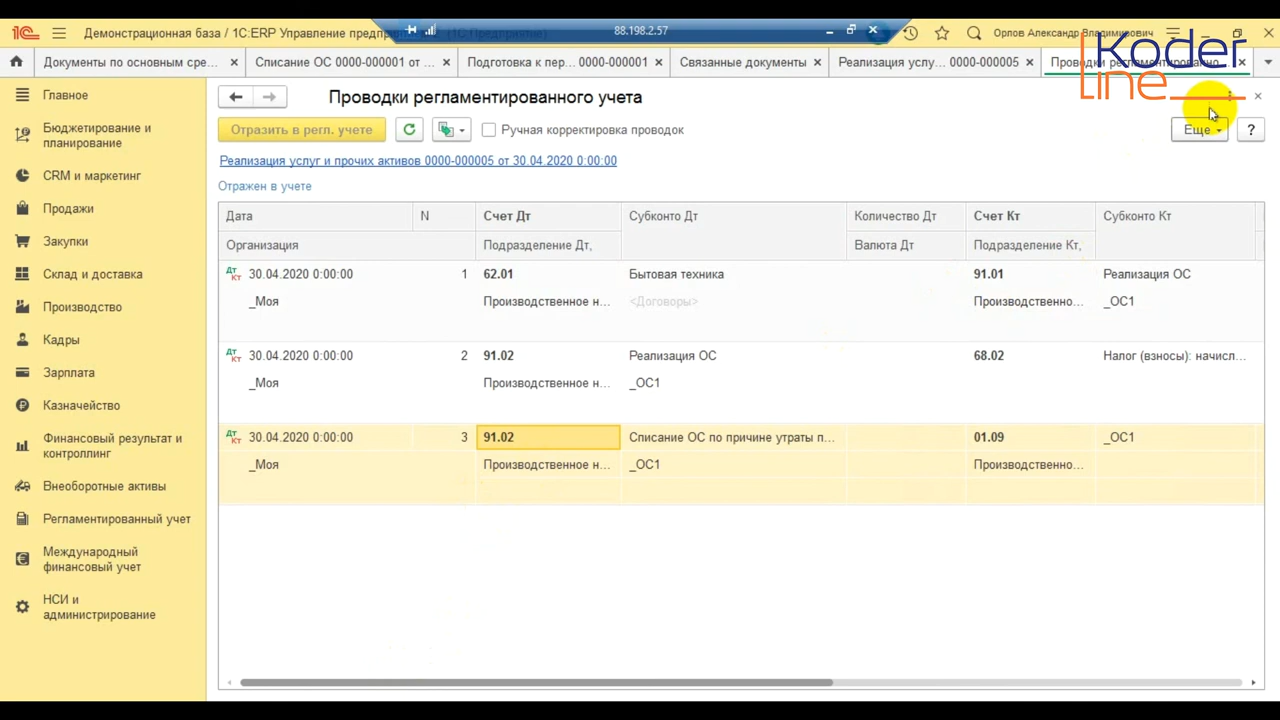 Демонстрационная база / 1С:ERP Управление
88.198.2.57
Орлов Александр Владимирович
Документы по основным сре...
Списание ОС 0000-000001 от ...
Подготовка к пер... 0000-000001
Связанные документы
Реализация услу... 0000-000005
Проводки регламентированно...
Koder
line
Главное
Бюджетирование и
планирование
CRM и маркетинг
Продажи
Закупки
Склад и доставка
Производство
Кадры
Зарплата
Казначейство
Финансовый результат и
контроллинг
Внеоборотные активы
Регламентированный учет
Международный
финансовый учет
НСИ и
администрирование
Проводки регламентированного учета
Отразить в регл. учете
Ручная корректировка проводок
Еще
?
Реализация услуг и прочих активов 0000-000005 от 30.04.2020 0:00:00
Отражен в учете
Дата N Счет Дт Субконто Дт Количество Дт Счет Кт Субконто Кт
Организация Подразделение Дт, Валюта Дт Подразделение Кт,
Дт Кт 30.04.2020 0:00:00 1 62.01 Бытовая техника 91.01 Реализация ОС
_Моя Производственное н... <Договоры> Производственно... _ОС1
Дт Кт 30.04.2020 0:00:00 2 91.02 Реализация ОС 68.02 Налог (взносы): начисл...
_Моя Производственное н... _ОС1
Дт Кт 30.04.2020 0:00:00 3 91.02 Списание ОС по причине утраты п... 01.09 _ОС1
_Моя Производственное н... _ОС1 Производственно...